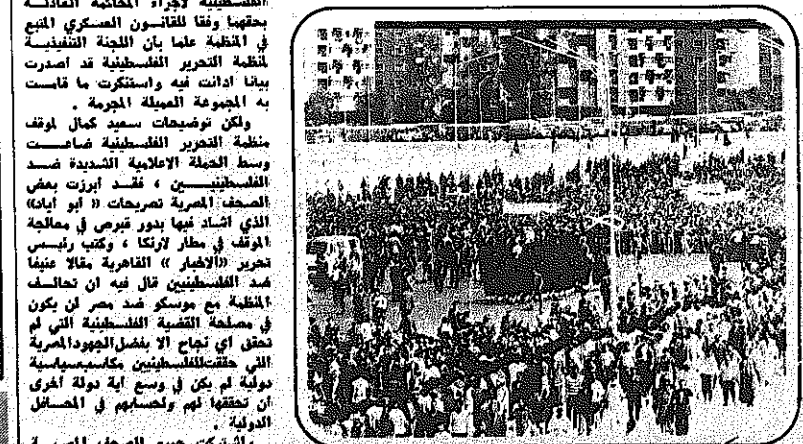 الفلسطينية لاجراء المحاكمة العادلة
بحقهما وفقا للقانون العسكري المتبع
في المنظمة علما بأن اللجنة التنفيذية
لمنظمة التحرير الفلسطينية قد اصدرت
بيانا ادانت فيه واستنكرت ما قامت
به المجموعة العميلة المجرمة .
ولكن توضيحات سعيد كمال لموقف
منظمة التحرير الفلسطينية ضاعت
وسط الحملة الاعلامية الشديدة ضد
الفلسطينيين ، فقد ابرزت بعض
الصحف المصرية تصريحات « ابو اياد»
الذي اشاد فيها بدور قبرص في معالجة
الموقف في مطار لارنكا ، وكتب رئيس
تحرير «الاخبار » القاهرية مقالا عنيفا
ضد الفلسطينيين قال فيه ان تحالف
المنظمة مع موسكو ضد مصر لن يكون
في مصلحة القضية الفلسطينية التي لم
تحقق اي نجاح الا بفضل الجهود المصرية
التي حققت للفلسطينيين مكاسب سياسية
دولية لم يكن في وسع اية دولة اخرى
أن تحققها لهم ولحسابهم في المحافل
الدولية .